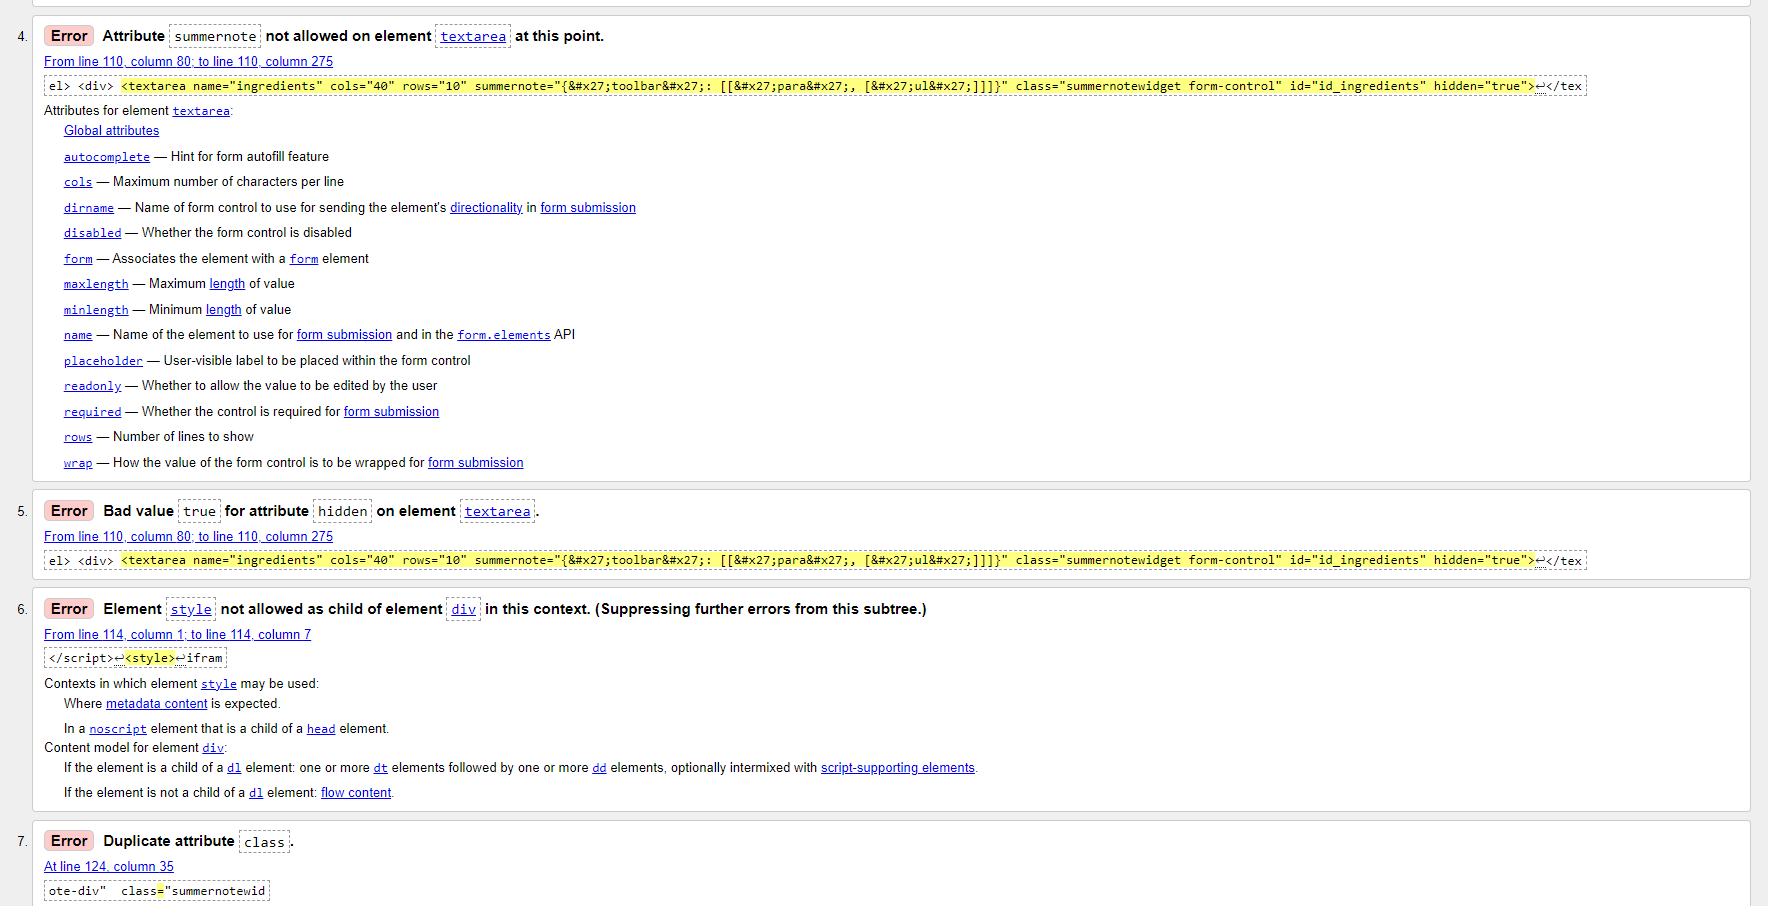 4. Error Attribute summernote not allowed on element textarea at this point.
From line 110, column 80; to line 110, column 275
el> <div> <textarea name="ingredients" cols="40" rows="10" summernote="{&#x27;toolbar&#x27;: [[&#x27;para&#x27;, [&#x27;ul&#x27;]]]}" class="summernotewidget form-control" id="id_ingredients" hidden="true">↩</tex
Attributes for element textarea:
Global attributes
autocomplete — Hint for form autofill feature
cols — Maximum number of characters per line
dirname — Name of form control to use for sending the element's directionality in form submission
disabled — Whether the form control is disabled
form — Associates the element with a form element
maxlength — Maximum length of value
minlength — Minimum length of value
name — Name of the element to use for form submission and in the form.elements API
placeholder — User-visible label to be placed within the form control
readonly — Whether to allow the value to be edited by the user
required — Whether the control is required for form submission
rows — Number of lines to show
wrap — How the value of the form control is to be wrapped for form submission
5. Error Bad value true for attribute hidden on element textarea.
From line 110, column 80; to line 110, column 275
el> <div> <textarea name="ingredients" cols="40" rows="10" summernote="{&#x27;toolbar&#x27;: [[&#x27;para&#x27;, [&#x27;ul&#x27;]]]}" class="summernotewidget form-control" id="id_ingredients" hidden="true">↩</tex
6. Error Element style not allowed as child of element div in this context. (Suppressing further errors from this subtree.)
From line 114, column 1; to line 114, column 7
</script>↩<style>↩ifram
Contexts in which element style may be used:
Where metadata content is expected.
In a noscript element that is a child of a head element.
Content model for element div:
If the element is a child of a dl element: one or more dt elements followed by one or more dd elements, optionally intermixed with script-supporting elements.
If the element is not a child of a dl element: flow content.
7. Error Duplicate attribute class.
At line 124, column 35
ote-div"  class="summernotewid